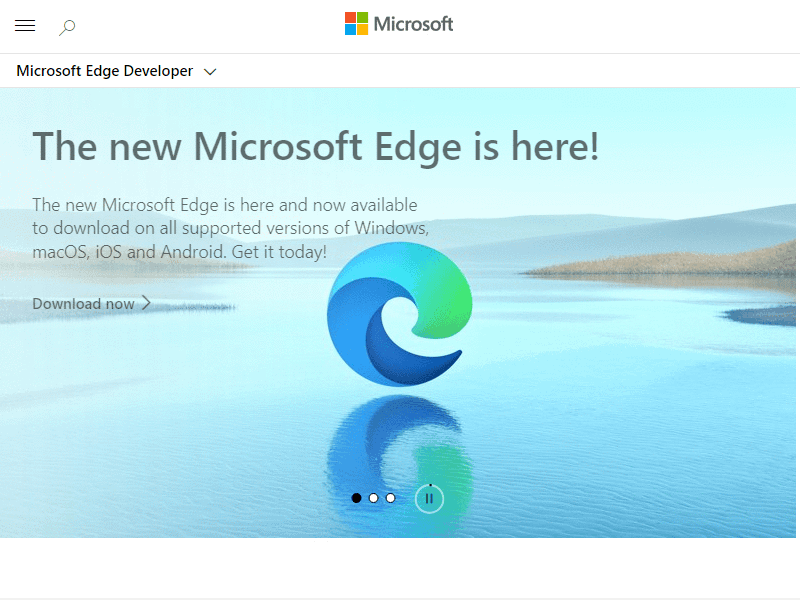 Microsoft
Microsoft Edge Developer
The new Microsoft Edge is here!
The new Microsoft Edge is here and now available
to download on all supported versions of Windows,
macOS, iOS and Android. Get it today!
Download now